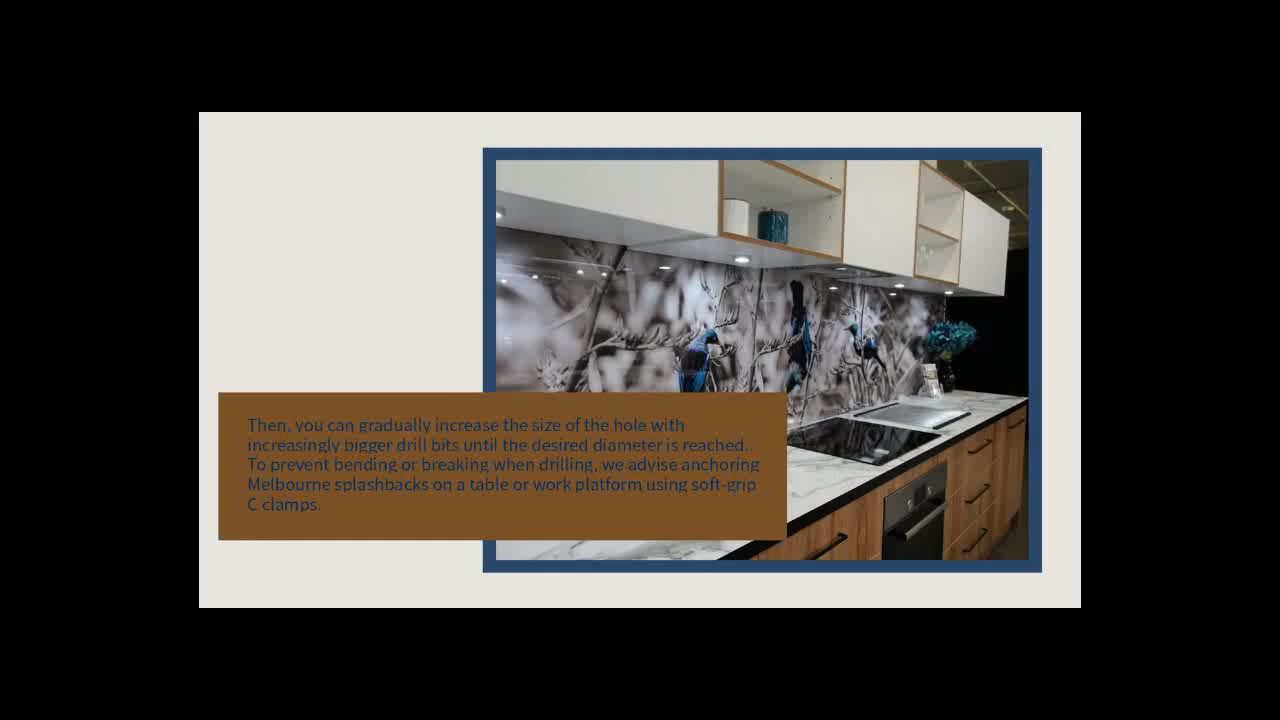 Then, you can gradually increase the size of the hole with
increasingly bigger drill bits until the desired diameter is reached..
To prevent bending or breaking when drilling, we advise anchoring
Melbourne splashbacks on a table or work platform using soft-grip
C clamps.